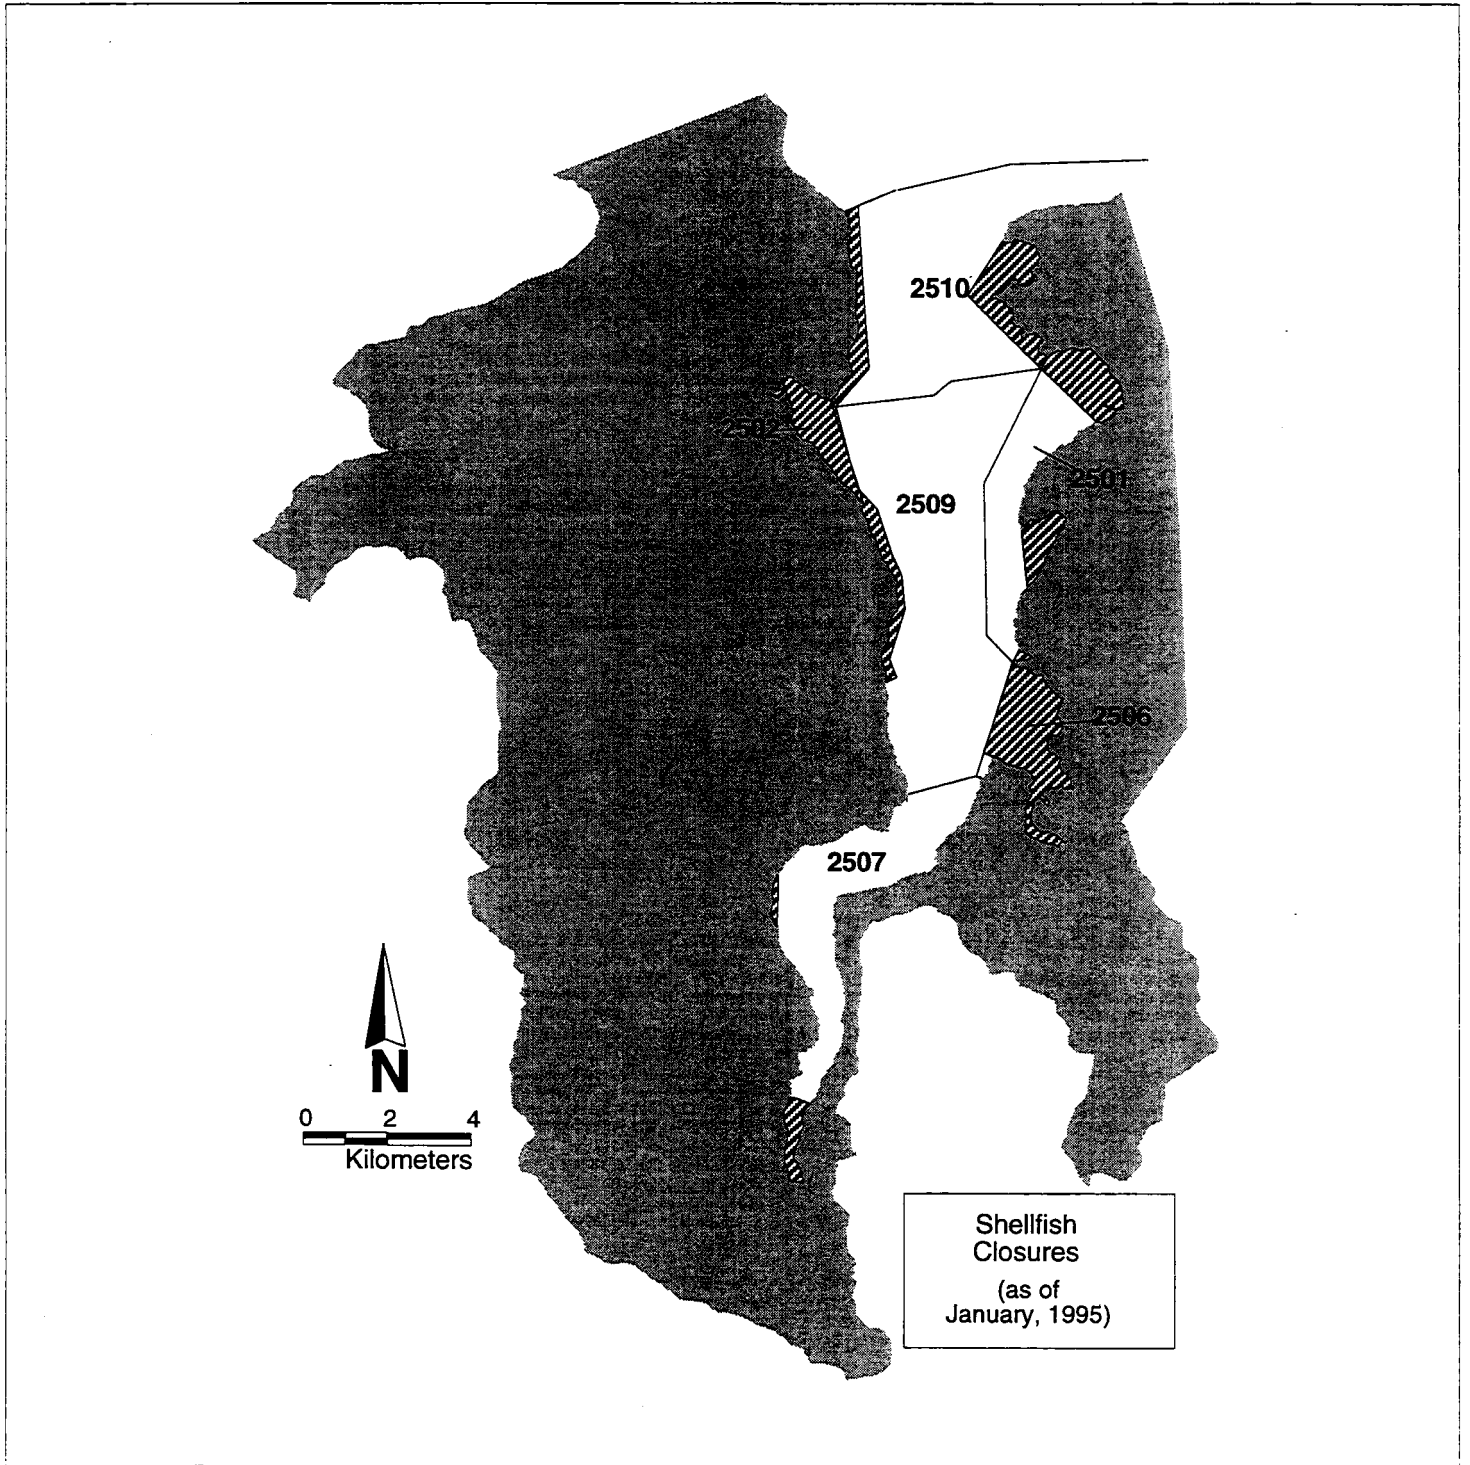 2510
2502
2501
2509
2506
2507
N
0 2 4
Kilometers
Shellfish
Closures
(as of
January, 1995)